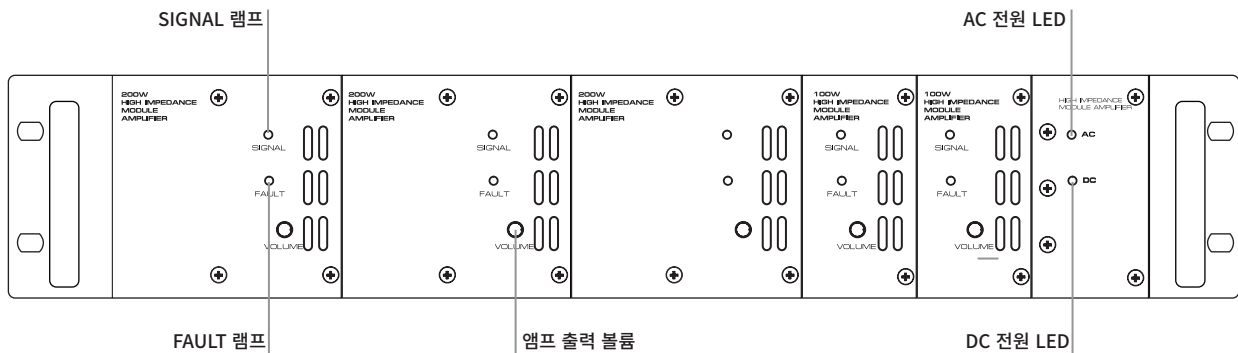 SIGNAL 램프
AC 전원 LED
200W
HIGH IMPEDANCE
MODULE
AMPLIFIER
SIGNAL
FAULT
VOLUME
200W
HIGH IMPEDANCE
MODULE
AMPLIFIER
SIGNAL
FAULT
VOLUME
200W
HIGH IMPEDANCE
MODULE
AMPLIFIER
100W
HIGH IMPEDANCE
MODULE
AMPLIFIER
SIGNAL
FAULT
VOLUME
100W
HIGH IMPEDANCE
MODULE
AMPLIFIER
SIGNAL
FAULT
VOLUME
HIGH IMPEDANCE
MODULE AMPLIFIER
AC
DC
FAULT 램프
앰프 출력 볼륨
DC 전원 LED